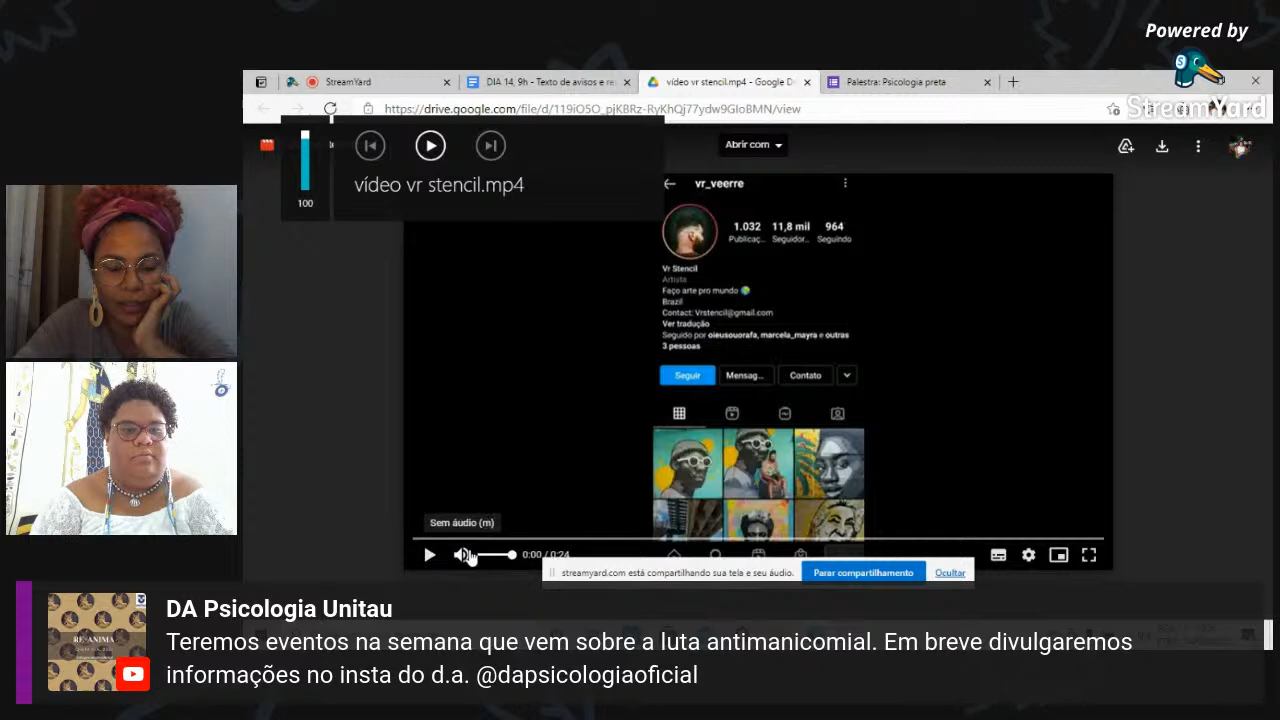 Powered by
StreamYard
StreamYard
DIA 14, 9h - Texto de avisos e re
vídeo vr stencil.mp4 - Google D
Palestra: Psicologia preta
https://drive.google.com/file/d/119iO5O_pjKBRz-RyKhQj77ydw9GIoBMN/view
Abrir com
vídeo vr stencil.mp4
100
vr_veerre
1.032 11,8 mil 964
Publicaç... Seguidor... Seguindo
Vr Stencil
Artista
Faço arte pro mundo
Brazil
Contact: Vrstencil@gmail.com
Ver tradução
Seguido por oieusouorafa, marcela_mayra e outras
3 pessoas
Seguir Mensag... Contato
Sem áudio (m)
0:00 / 0:24
streamyard.com está compartilhando sua tela e seu áudio. Parar compartilhamento Ocultar
RE-ANIMA
DA Psicologia Unitau
Teremos eventos na semana que vem sobre a luta antimanicomial. Em breve divulgaremos
informações no insta do d.a. @dapsicologiaoficial